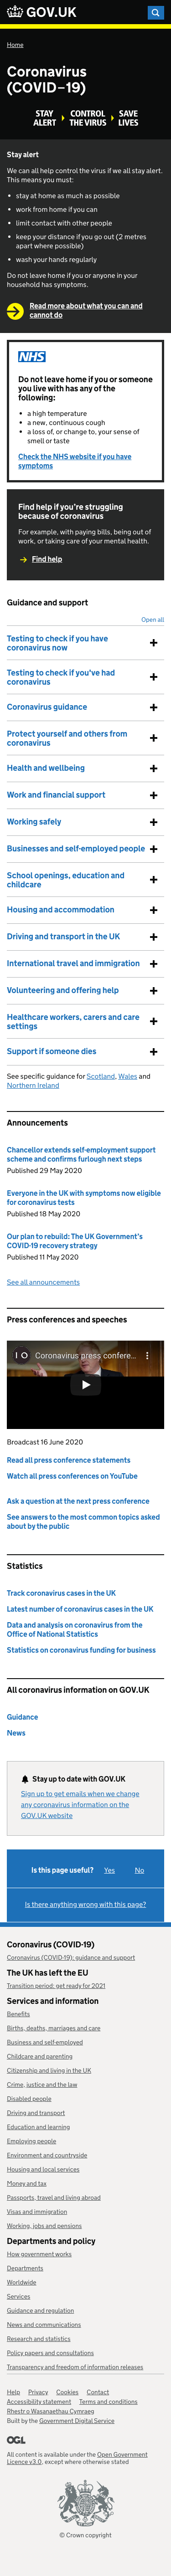 GOV.UK
Home
Coronavirus
(COVID-19)
STAY
ALERT
CONTROL
THE VIRUS
SAVE
LIVES
Stay alert
We can all help control the virus if we all stay alert.
This means you must:
stay at home as much as possible
work from home if you can
limit contact with other people
keep your distance if you go out (2 metres
apart where possible)
wash your hands regularly
Do not leave home if you or anyone in your
household has symptoms.
Read more about what you can and
cannot do
NHS
Do not leave home if you or someone
you live with has any of the
following:
a high temperature
a new, continuous cough
a loss of, or change to, your sense of
smell or taste
Check the NHS website if you have
symptoms
Find help if you're struggling
because of coronavirus
For example, with paying bills, being out of
work, or taking care of your mental health.
Find help
Guidance and support
Open all
Testing to check if you have
coronavirus now
Testing to check if you've had
coronavirus
Coronavirus guidance
Protect yourself and others from
coronavirus
Health and wellbeing
Work and financial support
Working safely
Businesses and self-employed people
School openings, education and
childcare
Housing and accommodation
Driving and transport in the UK
International travel and immigration
Volunteering and offering help
Healthcare workers, carers and care
settings
Support if someone dies
See specific guidance for Scotland, Wales and
Northern Ireland
Announcements
Chancellor extends self-employment support
scheme and confirms furlough next steps
Published 29 May 2020
Everyone in the UK with symptoms now eligible
for coronavirus tests
Published 18 May 2020
Our plan to rebuild: The UK Government's
COVID-19 recovery strategy
Published 11 May 2020
See all announcements
Press conferences and speeches
Coronavirus press confere...
Broadcast 16 June 2020
Read all press conference statements
Watch all press conferences on YouTube
Ask a question at the next press conference
See answers to the most common topics asked
about by the public
Statistics
Track coronavirus cases in the UK
Latest number of coronavirus cases in the UK
Data and analysis on coronavirus from the
Office of National Statistics
Statistics on coronavirus funding for business
All coronavirus information on GOV.UK
Guidance
News
Stay up to date with GOV.UK
Sign up to get emails when we change
any coronavirus information on the
GOV.UK website
Is this useful? Yes No
Is there anything wrong with this page?
Coronavirus (COVID-19)
Coronavirus (COVID-19): guidance and support
The UK has left the EU
Transition period: get ready for 2021
Services and information
Benefits
Births, deaths, marriages and care
Business and self-employed
Childcare and parenting
Citizenship and living in the UK
Crime, justice and the law
Disabled people
Driving and transport
Education and learning
Employing people
Environment and countryside
Housing and local services
Money and tax
Passports, travel and living abroad
Visas and immigration
Working, jobs and pensions
Departments and policy
How government works
Departments
Worldwide
Services
Guidance and regulation
News and communications
Research and statistics
Policy papers and consultations
Transparency and freedom of information releases
Help Privacy Cookies Contact
Accessibility statement Terms and conditions
Rhestr o Wasanaethau Cymraeg
Built by the Government Digital Service
OGL
All content is available under the Open Government
Licence v3.0, except where otherwise stated
© Crown copyright